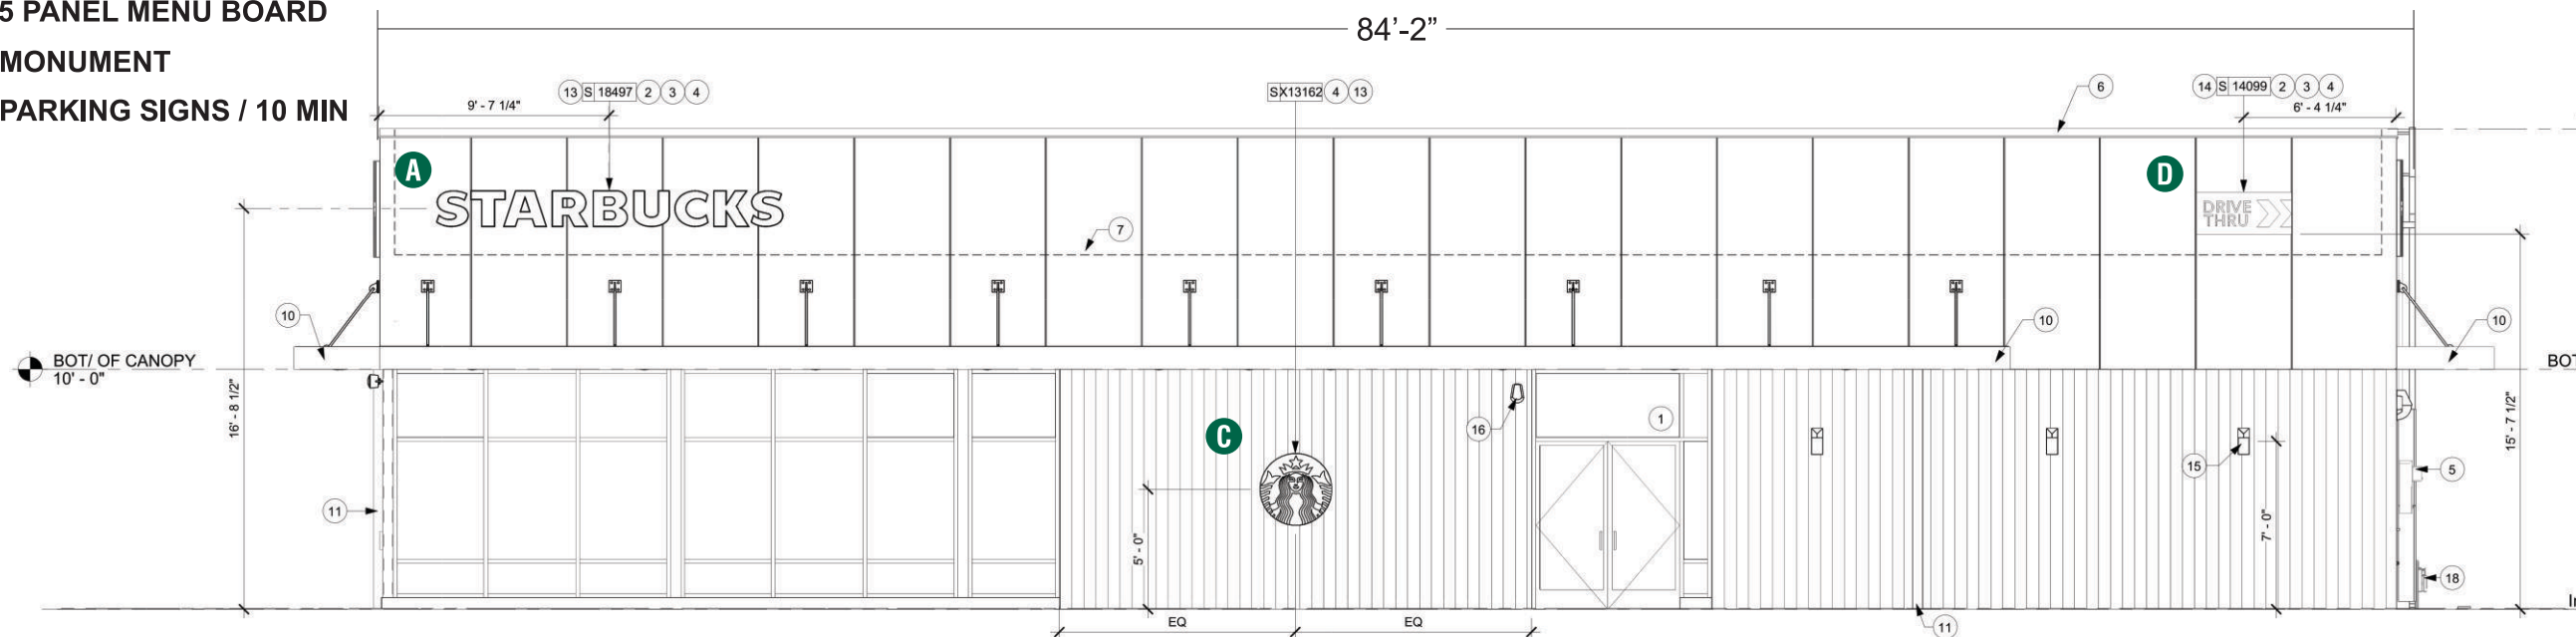 5 PANEL MENU BOARD
MONUMENT
PARKING SIGNS / 10 MIN
84'-2"
13 S 18497 2 3 4
SX13162 4 13
6
14 S 14099 2 3 4
9' - 7 1/4"
6' - 4 1/4"
A
D
STARBUCKS
DRIVE
THRU
7
10
10
10
BOT/ OF CANOPY
10' - 0"
BOT
16' - 8 1/2"
15' - 7 1/2"
C
16
1
15
5
11
5' - 0"
7' - 0"
18
EQ
EQ
11